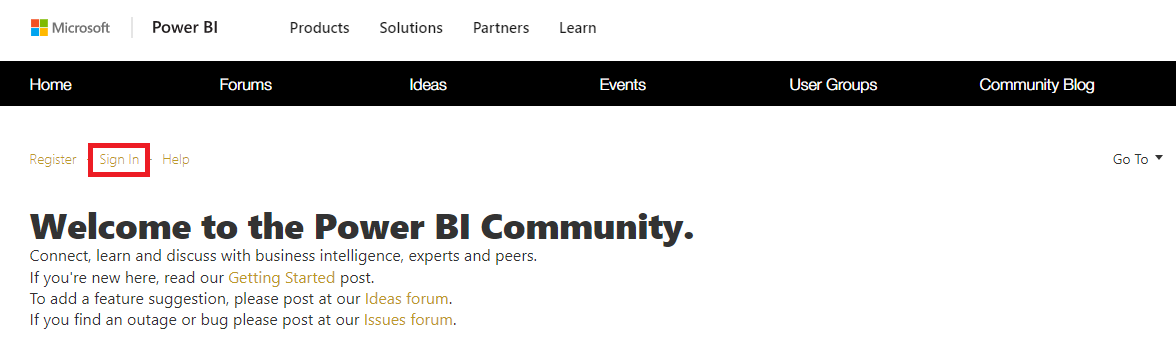 Microsoft Power BI Products Solutions Partners Learn
Home Forums Ideas Events User Groups Community Blog
Register · Sign In · Help Go To
Welcome to the Power BI Community.
Connect, learn and discuss with business intelligence, experts and peers.
If you're new here, read our Getting Started post.
To add a feature suggestion, please post at our Ideas forum.
If you find an outage or bug please post at our Issues forum.